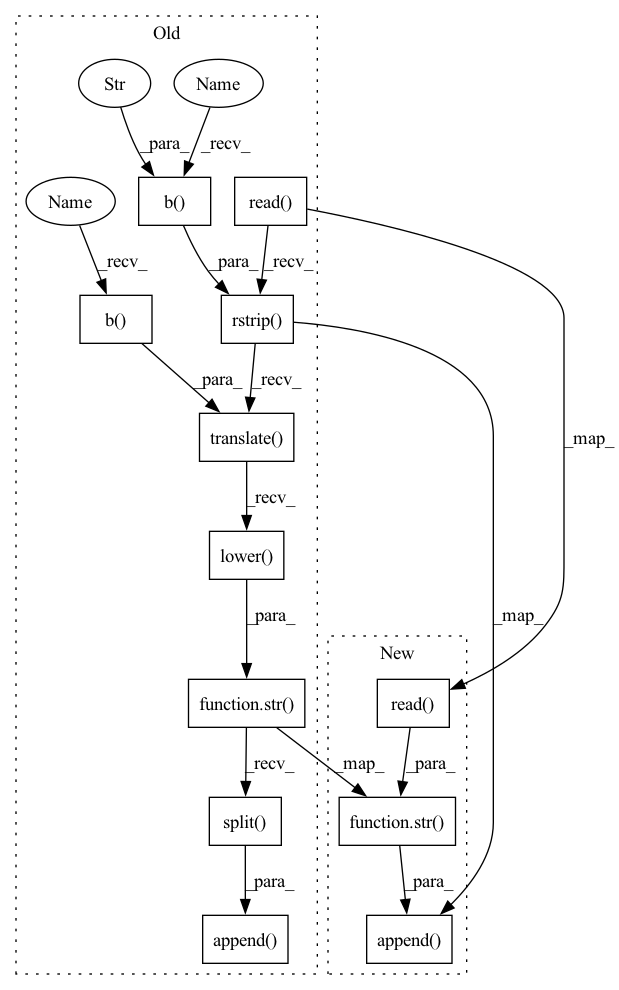 Old
Str
Name
_para_
_recv_
Name
b()
read()
_recv_
_para_
_recv_
b()
rstrip()
_para_
_recv_
_map_
translate()
_recv_
lower()
_para_
_map_
New
function.str()
read()
_recv_
_map_
_para_
split()
function.str()
_para_
_para_
append()
append()